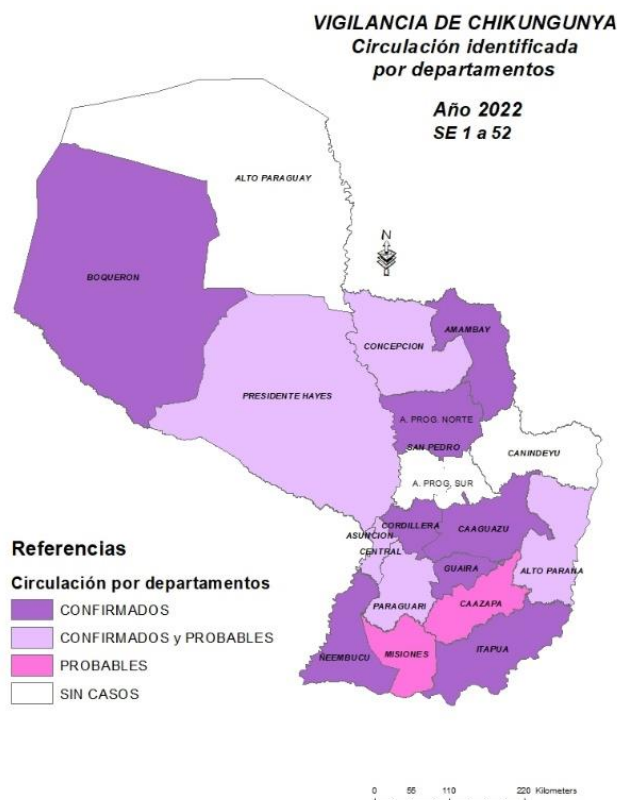 VIGILANCIA DE CHIKUNGUNYA
Circulación identificada
por departamentos
Año 2022
SE 1 a 52
ALTO PARAGUAY
N
BOQUERON
AMAMBAY
CONCEPCION
PRESIDENTE HAYES
A. PROG. NORTE
SAN PEDRO
CANINDEYU
A. PROG. SUR
CORDILLERA
CAAGUAZU
ASUNCION
CENTRAL
GUAIRA
ALTO PARANA
CAAZAPA
PARAGUARI
ÑEEMBUCU
MISIONES
ITAPUA
Referencias
Circulación por departamentos
CONFIRMADOS
CONFIRMADOS y PROBABLES
PROBABLES
SIN CASOS
0 55 110 220 Kilometers